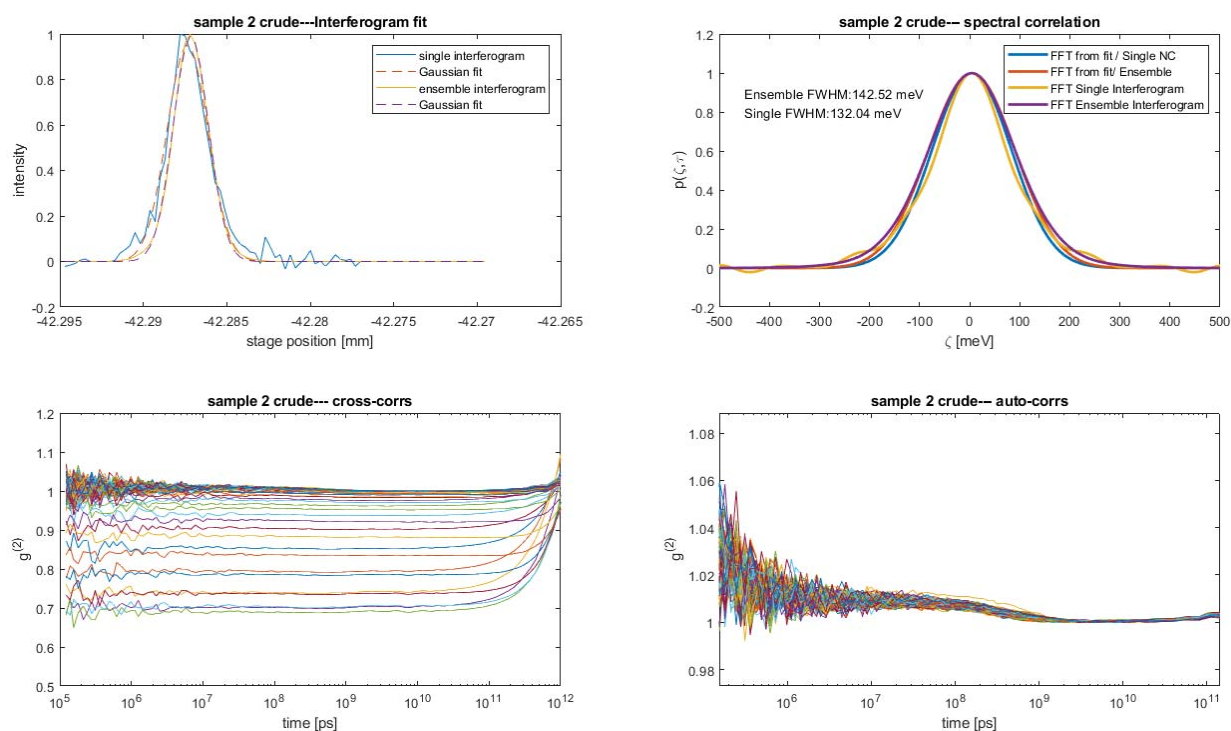 sample 2 crude---Interferogram fit
1
0.8
0.6
0.4
0.2
0
-0.2
intensity
-42.295
-42.29
-42.285
-42.28
-42.275
-42.27
-42.265
stage position [mm]
single interferogram
Gaussian fit
ensemble interferogram
Gaussian fit
sample 2 crude--- spectral correlation
1.2
1
0.8
0.6
0.4
0.2
0
-0.2
p(ζ,τ)
-500
-400
-300
-200
-100
0
100
200
300
400
500
ζ [meV]
Ensemble FWHM:142.52 meV
Single FWHM:132.04 meV
FFT from fit / Single NC
FFT from fit/ Ensemble
FFT Single Interferogram
FFT Ensemble Interferogram
sample 2 crude--- cross-corrs
1.2
1.1
1
0.9
0.8
0.7
0.6
0.5
g(2)
10^5
10^6
10^7
10^8
10^9
10^10
10^11
10^12
time [ps]
sample 2 crude--- auto-corrs
1.08
1.06
1.04
1.02
1
0.98
g(2)
10^6
10^7
10^8
10^9
10^10
10^11
time [ps]